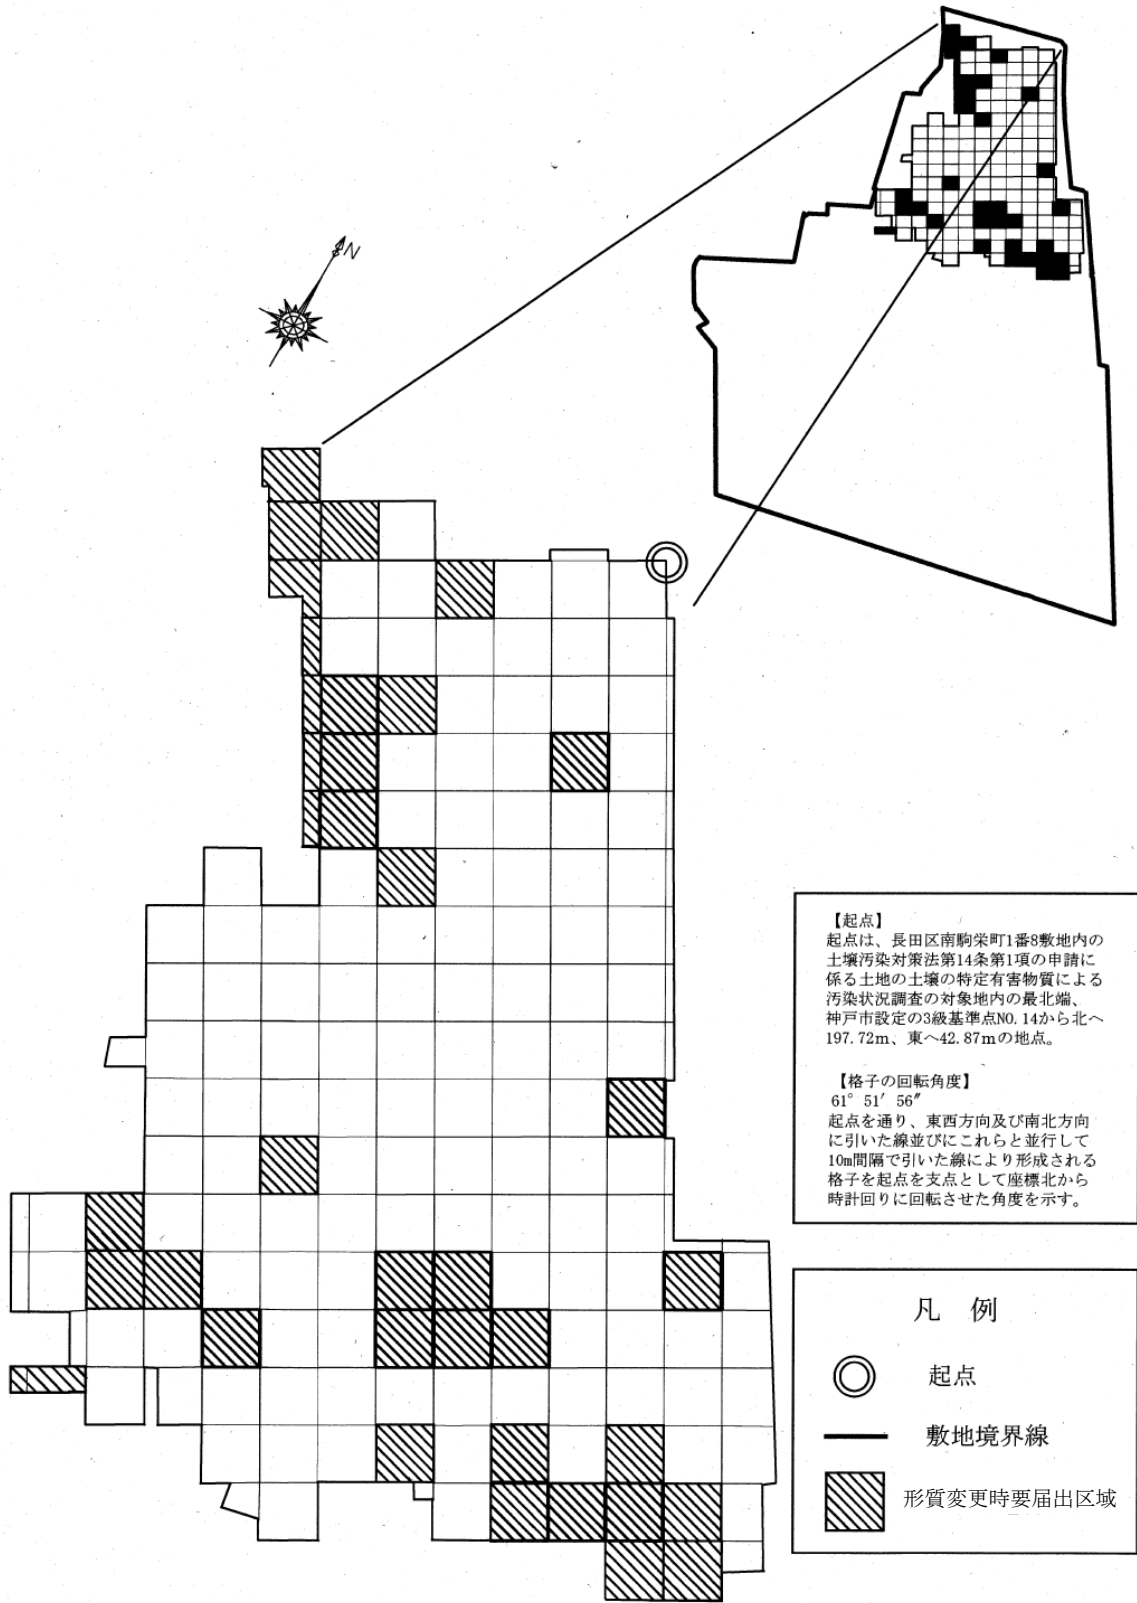 N
【起点】
起点は、長田区南駒栄町1番8敷地内の
土壌汚染対策法第14条第1項の申請に
係る土地の土壌の特定有害物質による
汚染状況調査の対象地内の最北端、
神戸市設定の3級基準点NO.14から北へ
197.72m、東へ42.87mの地点。
【格子の回転角度】
61°51′56″
起点を通り、東西方向及び南北方向
に引いた線並びにこれらと並行して
10m間隔で引いた線により形成される
格子を起点を支点として座標北から
時計回りに回転させた角度を示す。
凡 例
起点
敷地境界線
形質変更時要届出区域